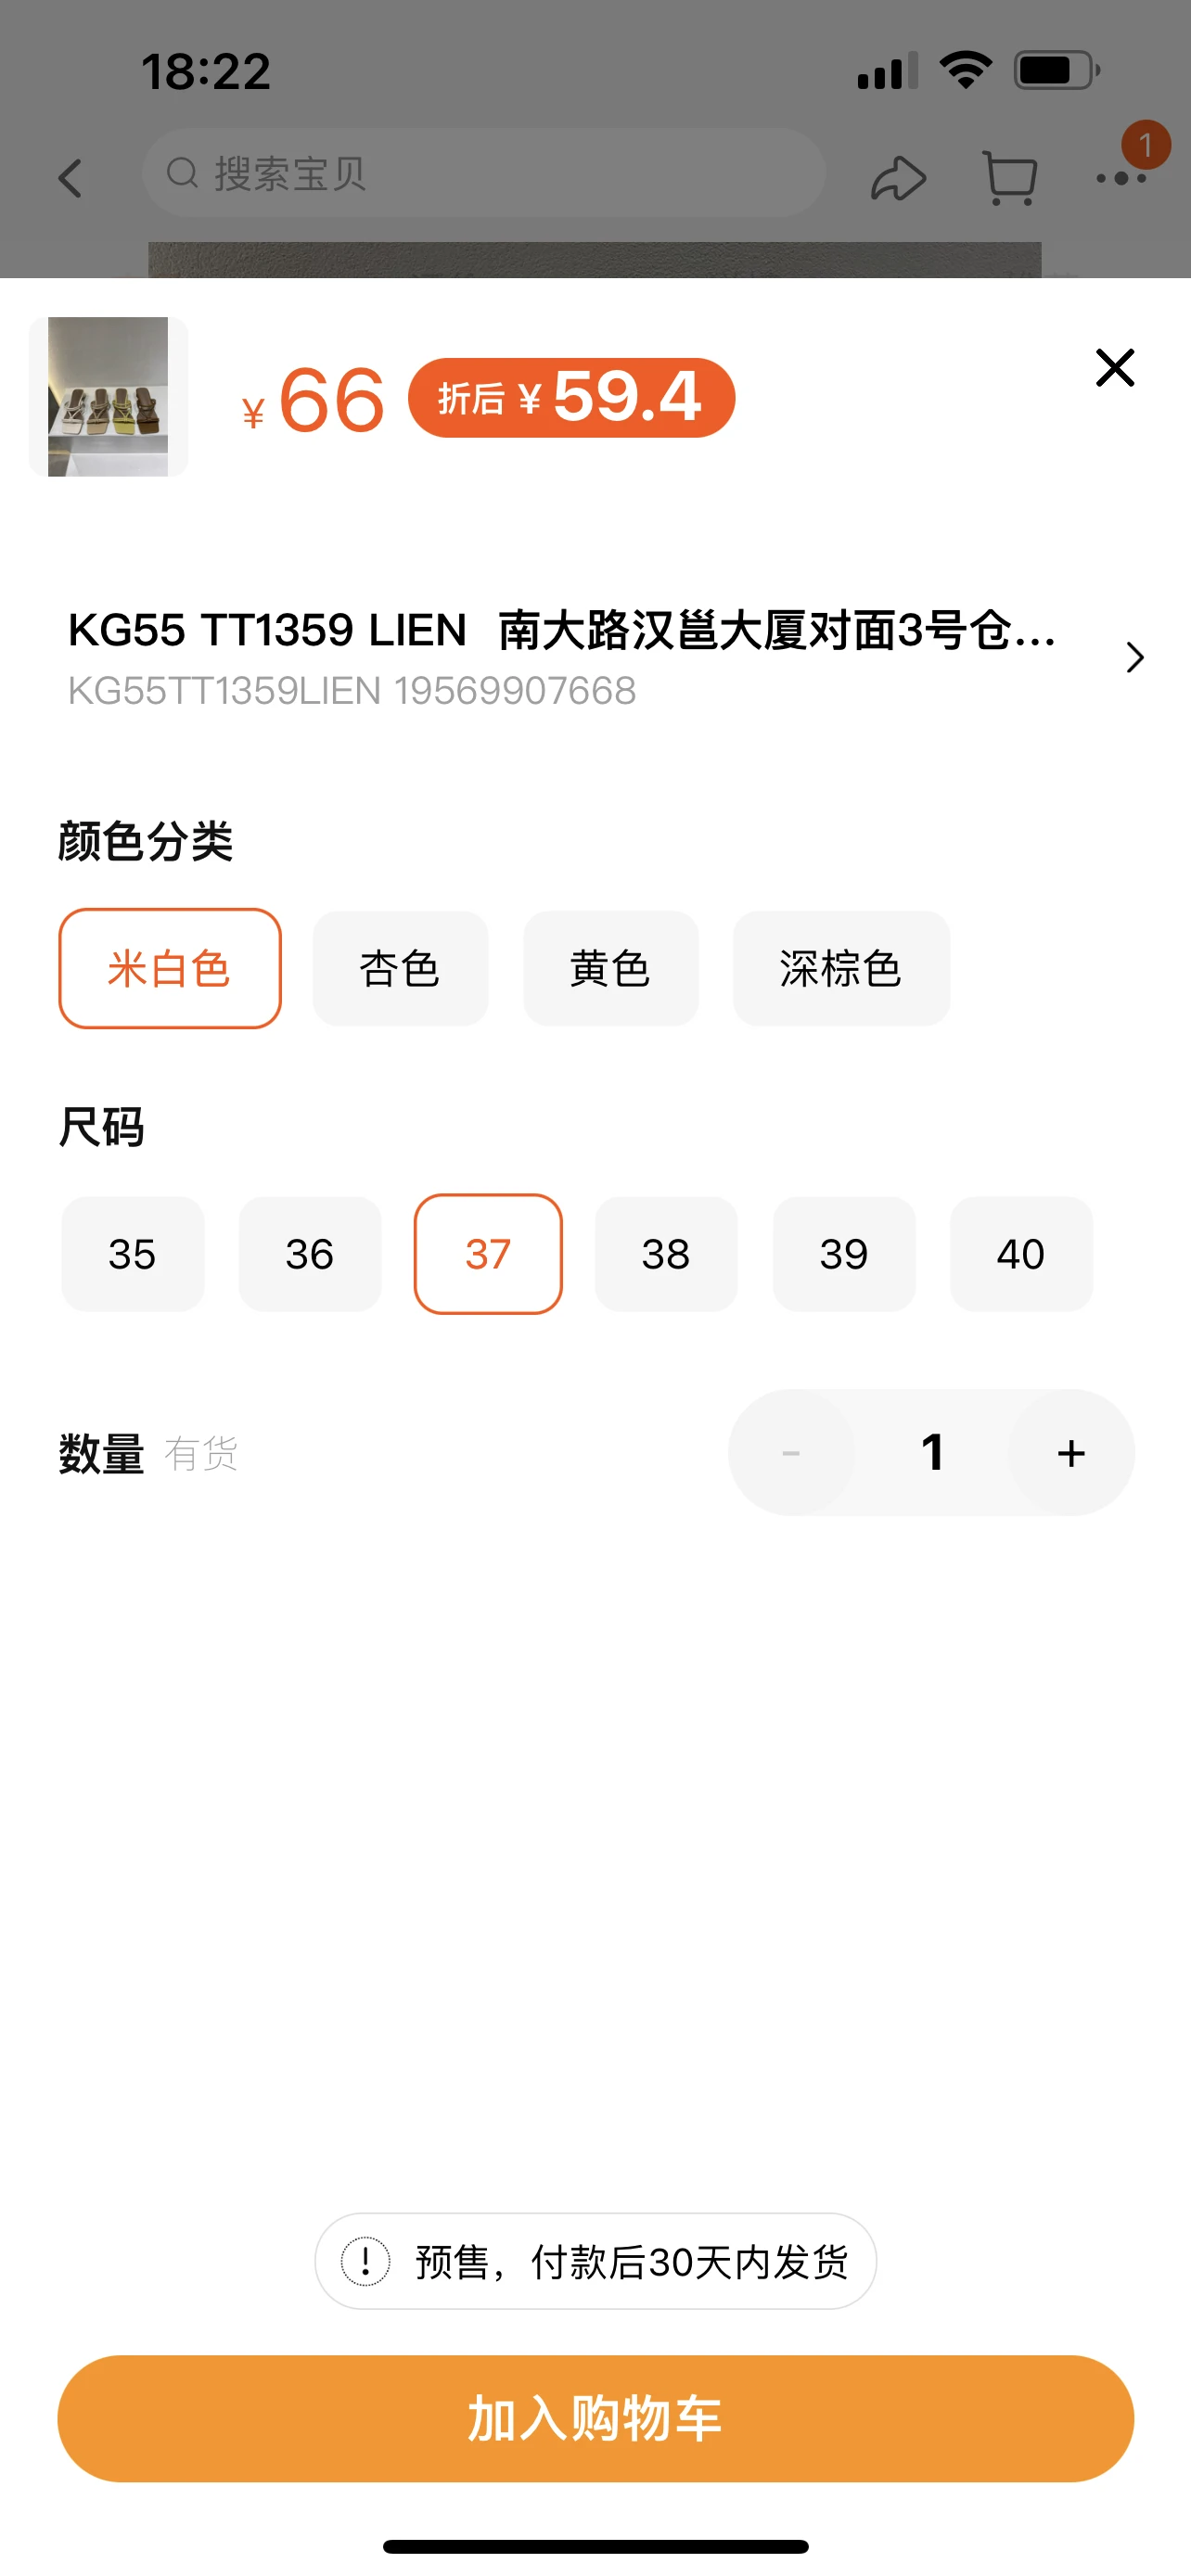 18:22
搜索宝贝
1
¥66 折后 ¥59.4
KG55 TT1359 LIEN 南大路汉邕大厦对面3号仓...
KG55TT1359LIEN 19569907668
颜色分类
米白色 杏色 黄色 深棕色
尺码
35 36 37 38 39 40
数量 有货 - 1 +
预售，付款后30天内发货
加入购物车